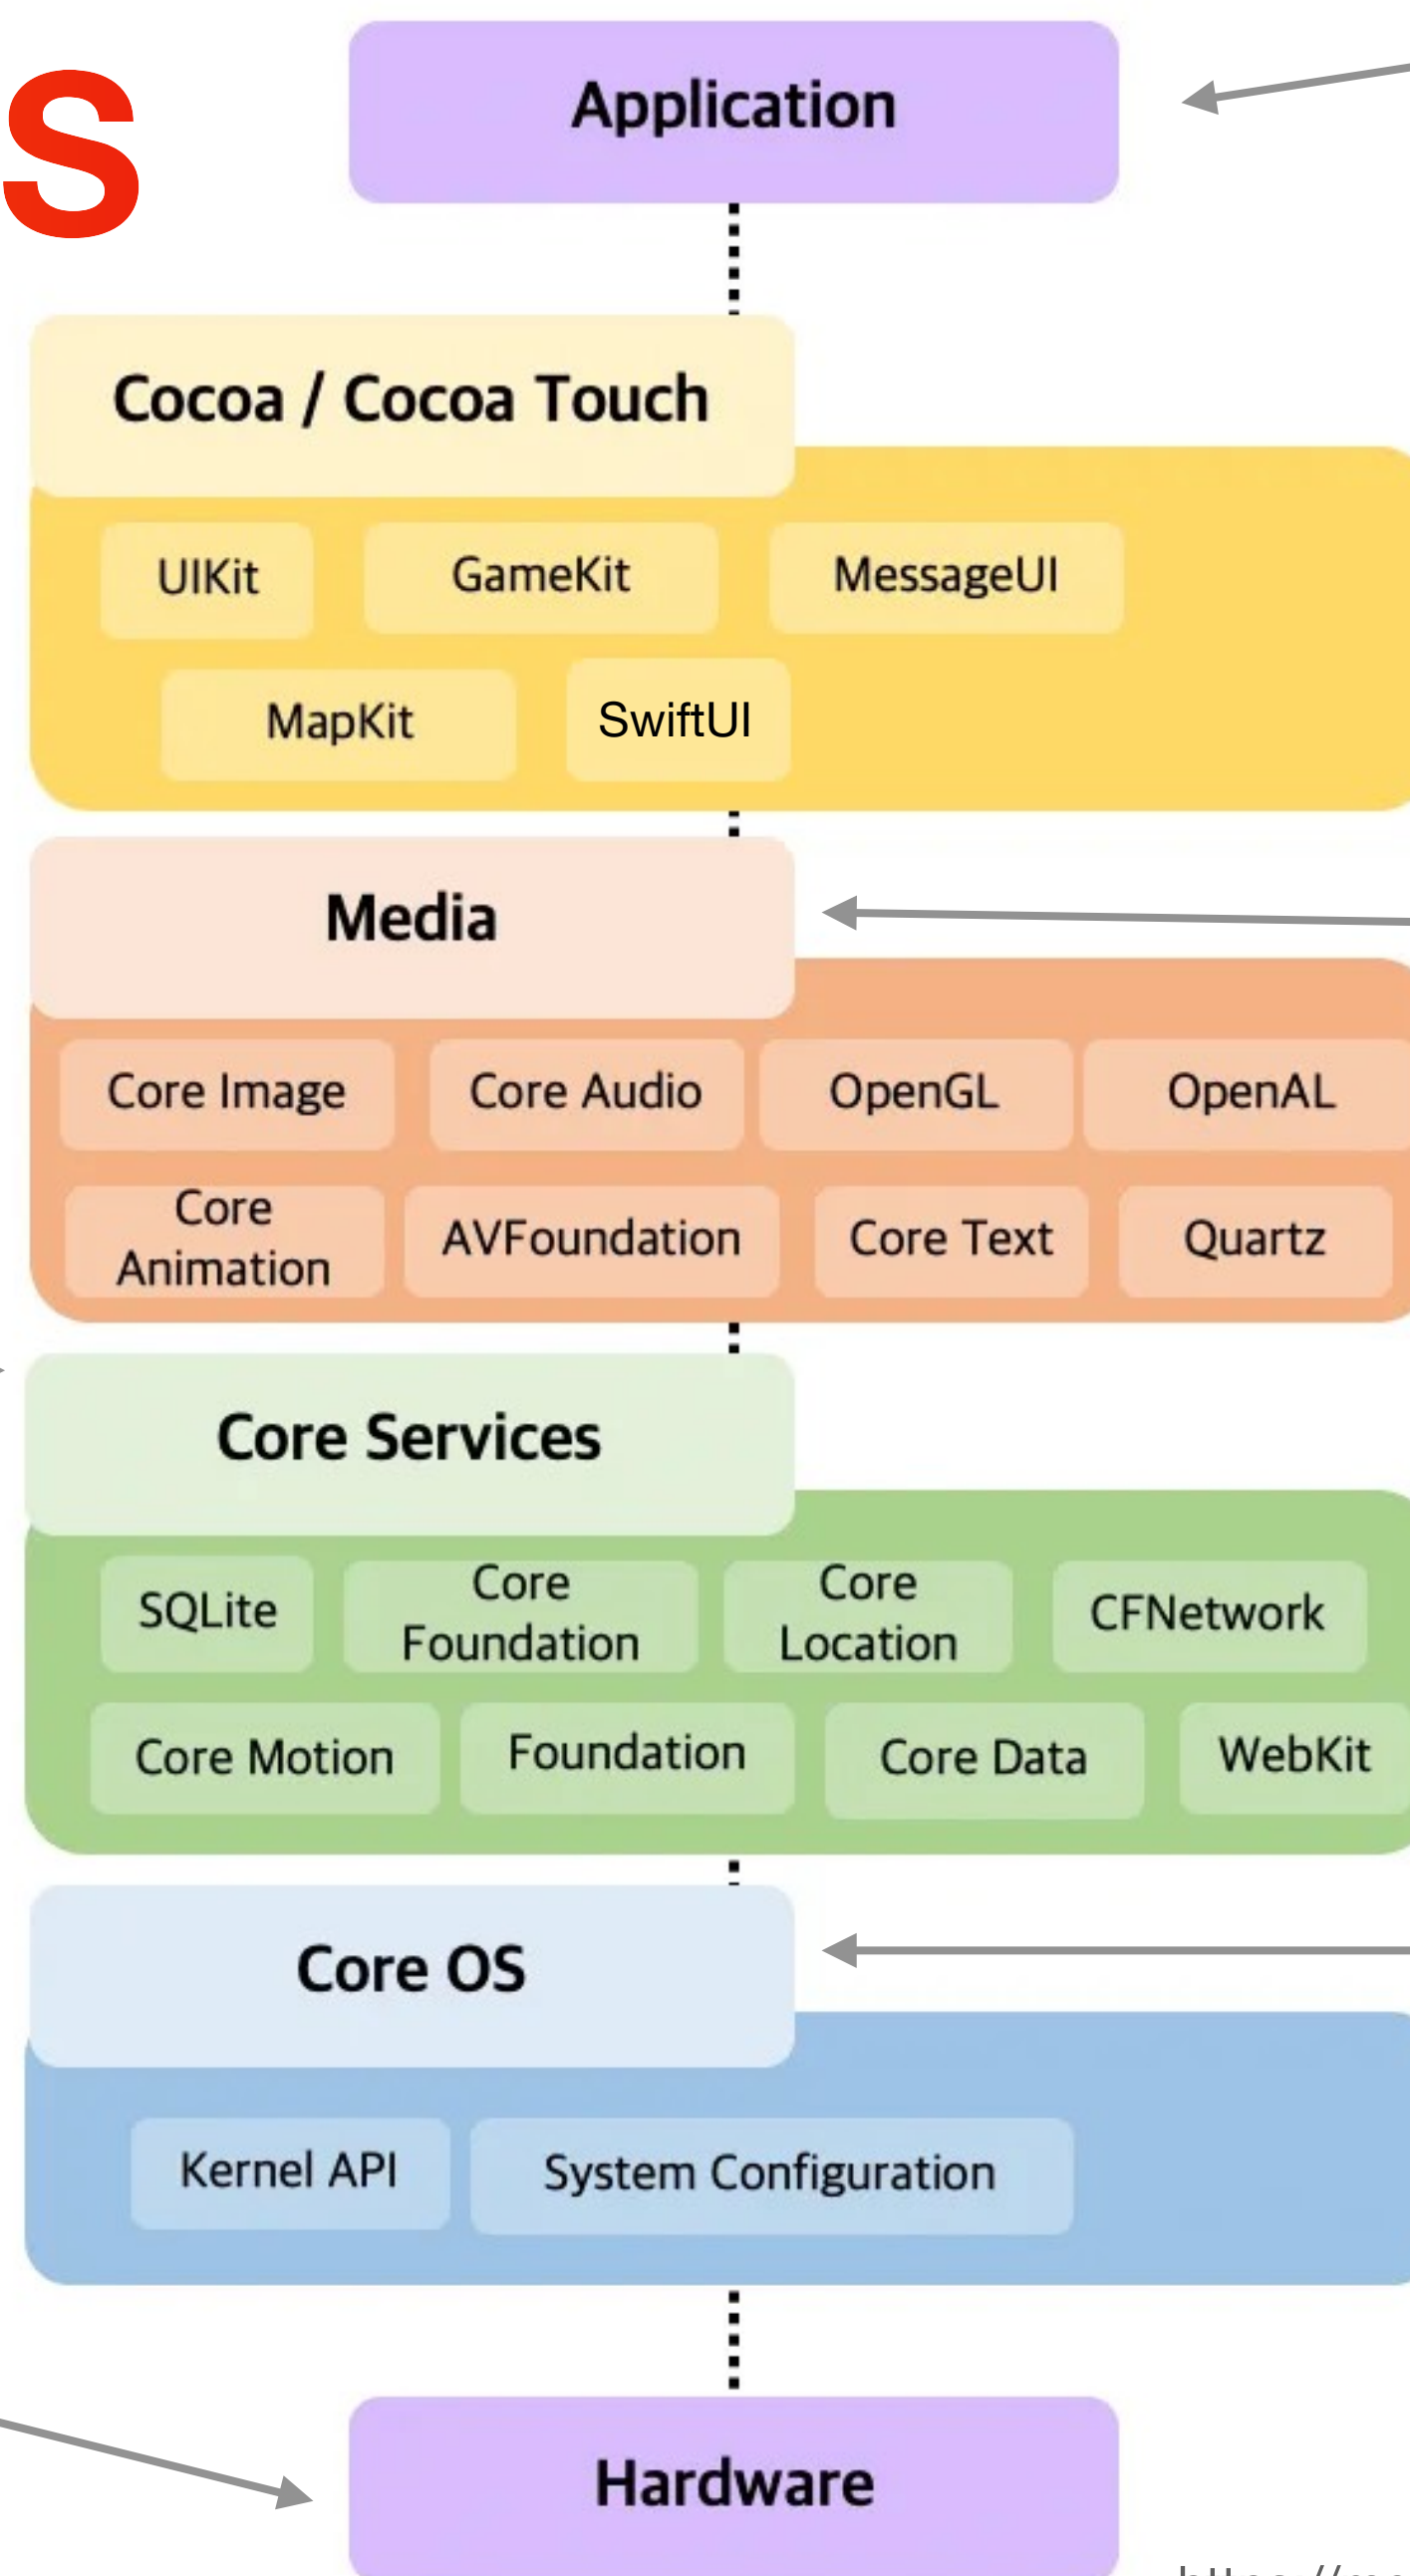 S
Application
Cocoa / Cocoa Touch
UIKit GameKit MessageUI
MapKit SwiftUI
Media
Core Image Core Audio OpenGL OpenAL
Core Animation AVFoundation Core Text Quartz
Core Services
SQLite Core Foundation Core Location CFNetwork
Core Motion Foundation Core Data WebKit
Core OS
Kernel API System Configuration
Hardware